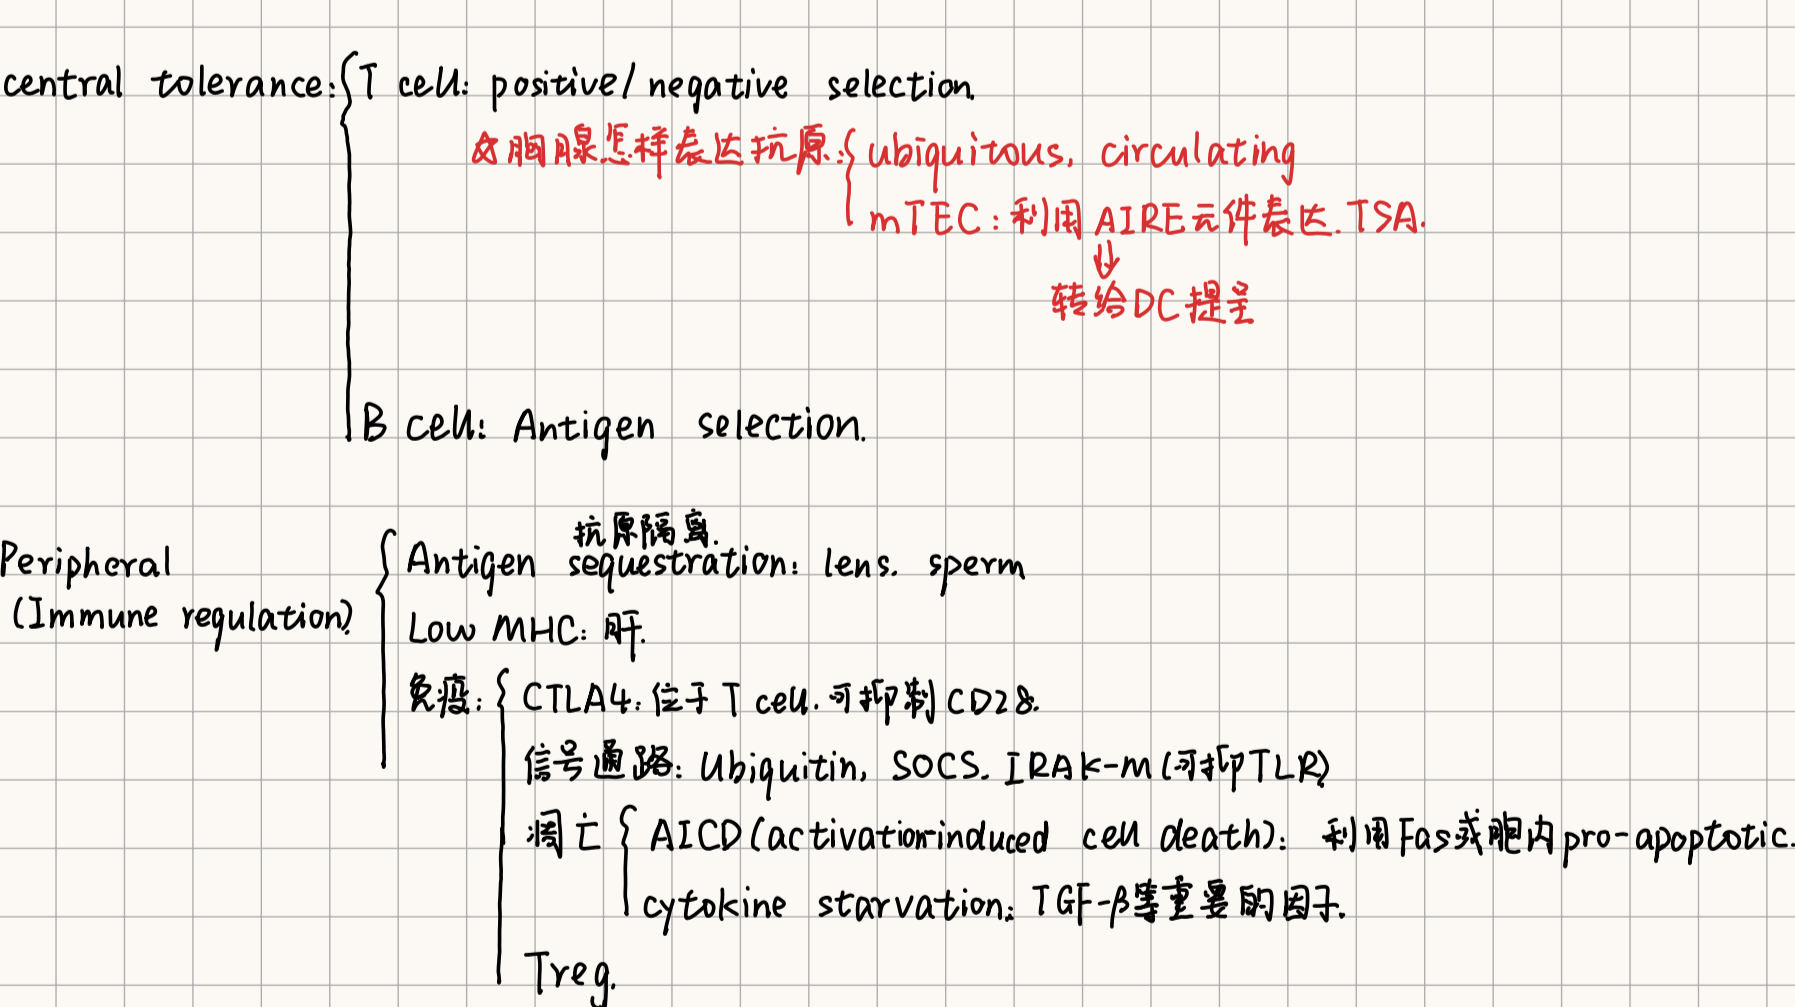 central tolerance: T cell: positive/negative selection.
☆胸腺怎样表达抗原: ubiquitous, circulating
mTEC: 利用AIRE元件表达.TSA.
↓
转给DC提呈
B cell: Antigen selection.
抗原隔离.
Peripheral Antigen sequestration: lens. sperm
(Immune regulation) Low MHC: 肝.
免疫: CTLA4: 位于T cell.可抑制CD28.
信号通路: Ubiquitin, SOCS. IRAK-m(可抑TLR)
凋亡 AICD(activation-induced cell death): 利用Fas或胞内pro-apoptotic.
cytokine starvation: TGF-β等重要的因子.
Treg.